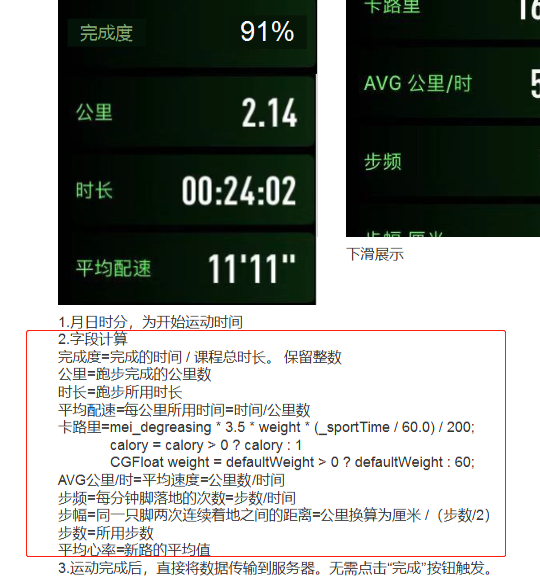 完成度 91%
公里 2.14
时长 00:24:02
平均配速 11'11"
卡路里
AVG 公里/时
步频
下滑展示
1.月日时分，为开始运动时间
2.字段计算
完成度=完成的时间 / 课程总时长。 保留整数
公里=跑步完成的公里数
时长=跑步所用时长
平均配速=每公里所用时间=时间/公里数
卡路里=mei_degreasing * 3.5 * weight * (_sportTime / 60.0) / 200;
calory = calory > 0 ? calory : 1
CGFloat weight = defaultWeight > 0 ? defaultWeight : 60;
AVG公里/时=平均速度=公里数/时间
步频=每分钟脚落地的次数=步数/时间
步幅=同一只脚两次连续着地之间的距离=公里换算为厘米 /（步数/2）
步数=所用步数
平均心率=新路的平均值
3.运动完成后，直接将数据传输到服务器。无需点击“完成”按钮触发。